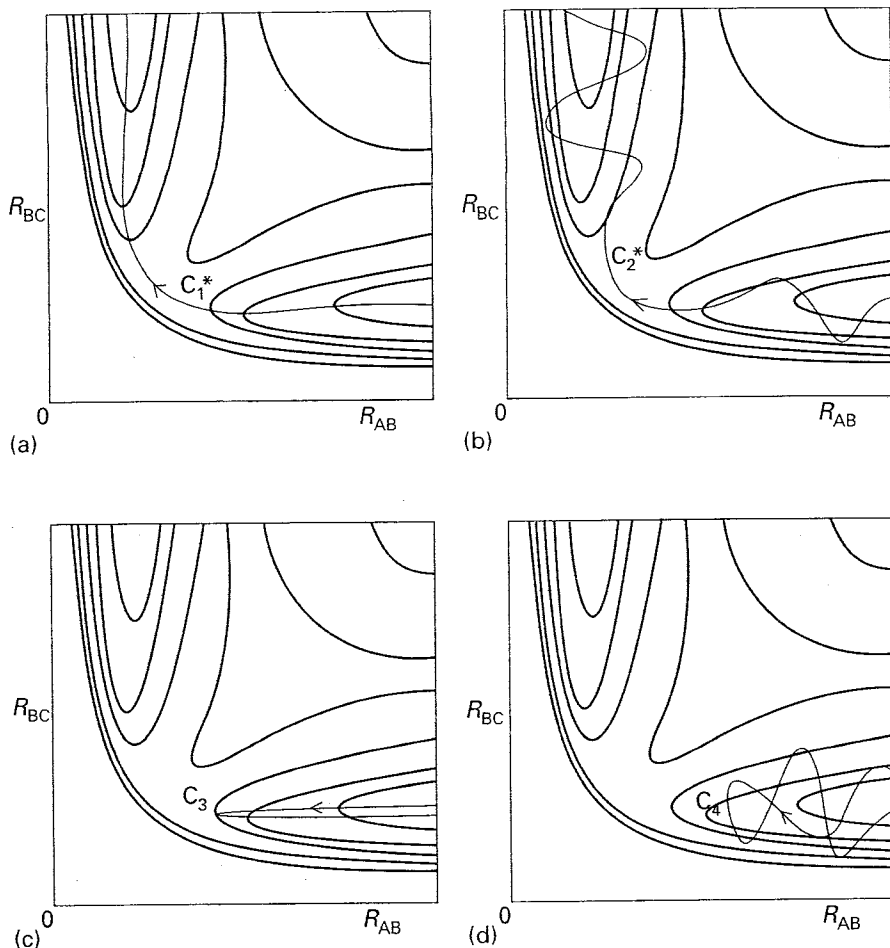 R_BC
C_1*
0
R_AB
(a)
R_BC
C_2*
0
R_AB
(b)
R_BC
C_3
0
R_AB
(c)
R_BC
C_4
0
R_AB
(d)